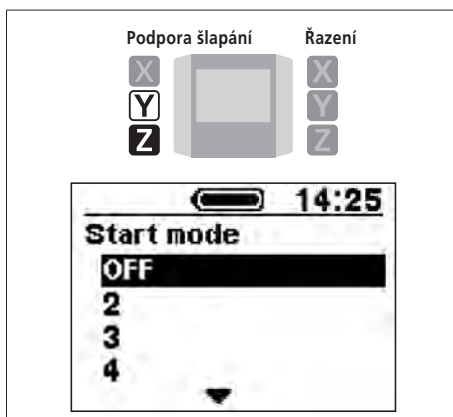 Podpora šlapání Řazení
X X
Y Y
Z Z
14:25
Start mode
OFF
2
3
4